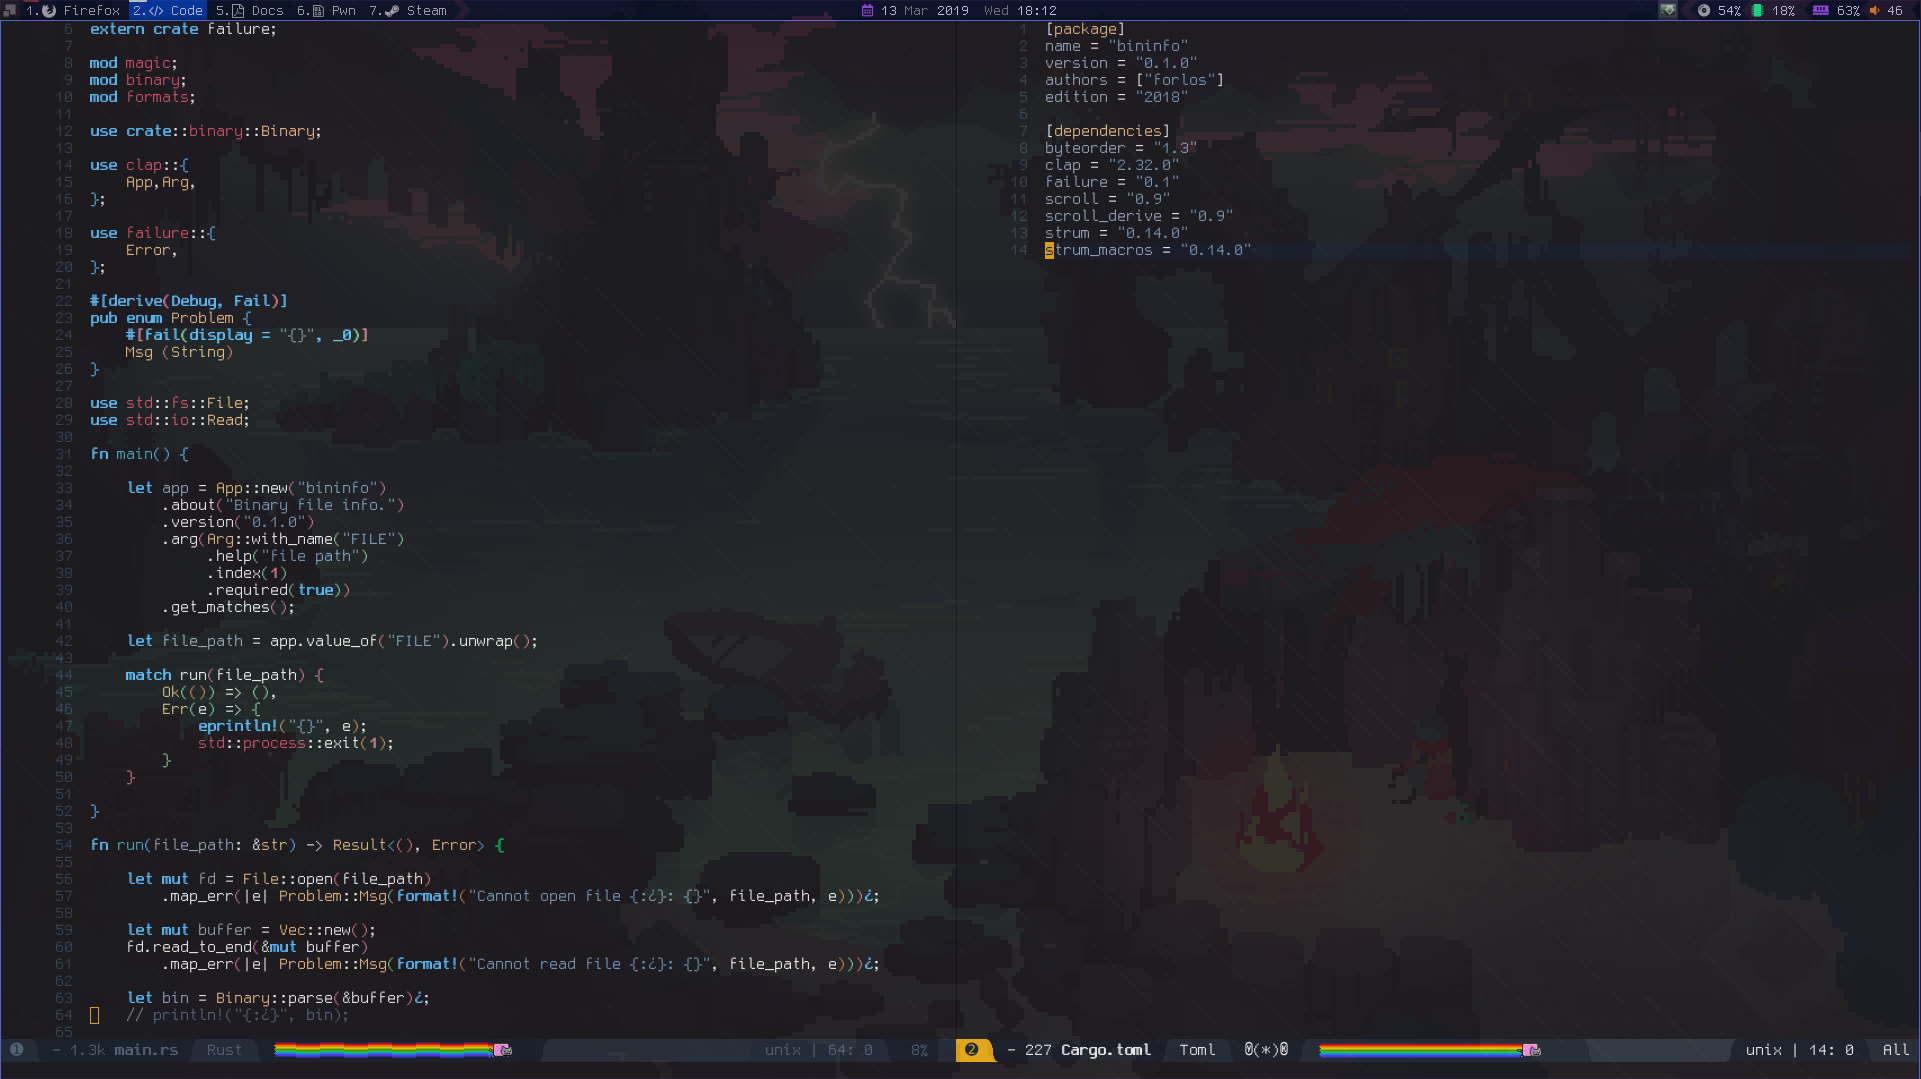 1. Firefox 2. </> Code 5. Docs 6. Pwn 7. Steam 13 Mar 2019 Wed 18:12 54% 18% 63% 46
6 extern crate failure;
7
8 mod magic;
9 mod binary;
10 mod formats;
11
12 use crate::binary::Binary;
13
14 use clap::{
15 App,Arg,
16 };
17
18 use failure::{
19 Error,
20 };
21
22 #[derive(Debug, Fail)]
23 pub enum Problem {
24 #[fail(display = "{}", _0)]
25 Msg (String)
26 }
27
28 use std::fs::File;
29 use std::io::Read;
30
31 fn main() {
32
33 let app = App::new("bininfo")
34 .about("Binary file info.")
35 .version("0.1.0")
36 .arg(Arg::with_name("FILE")
37 .help("file path")
38 .index(1)
39 .required(true))
40 .get_matches();
41
42 let file_path = app.value_of("FILE").unwrap();
43
44 match run(file_path) {
45 Ok(()) => (),
46 Err(e) => {
47 eprintln!("{}", e);
48 std::process::exit(1);
49 }
50 }
51
52 }
53
54 fn run(file_path: &str) -> Result<(), Error> {
55
56 let mut fd = File::open(file_path)
57 .map_err(|e| Problem::Msg(format!("Cannot open file {:¿}: {}", file_path, e)))¿;
58
59 let mut buffer = Vec::new();
60 fd.read_to_end(&mut buffer)
61 .map_err(|e| Problem::Msg(format!("Cannot read file {:¿}: {}", file_path, e)))¿;
62
63 let bin = Binary::parse(&buffer)¿;
64 // println!("{:¿}", bin);
65
1 - 1.3k main.rs Rust unix | 64: 0 8%
1 [package]
2 name = "bininfo"
3 version = "0.1.0"
4 authors = ["forlos"]
5 edition = "2018"
6
7 [dependencies]
8 byteorder = "1.3"
9 clap = "2.32.0"
10 failure = "0.1"
11 scroll = "0.9"
12 scroll_derive = "0.9"
13 strum = "0.14.0"
14 strum_macros = "0.14.0"
2 - 227 Cargo.toml Toml (*) unix | 14: 0 All